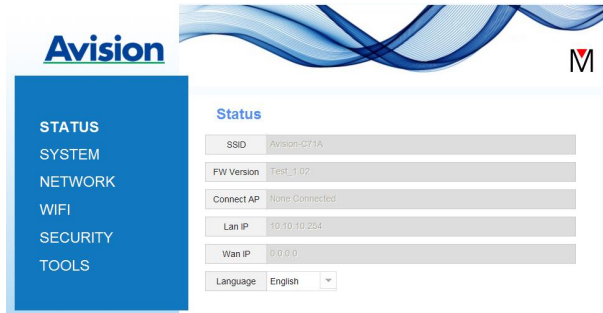 Avision
M
STATUS
SYSTEM
NETWORK
WIFI
SECURITY
TOOLS
Status
SSID Avision-C71A
FW Version Test_1.02
Connect AP None Connected
Lan IP 10.10.10.254
Wan IP 0.0.0.0
Language English